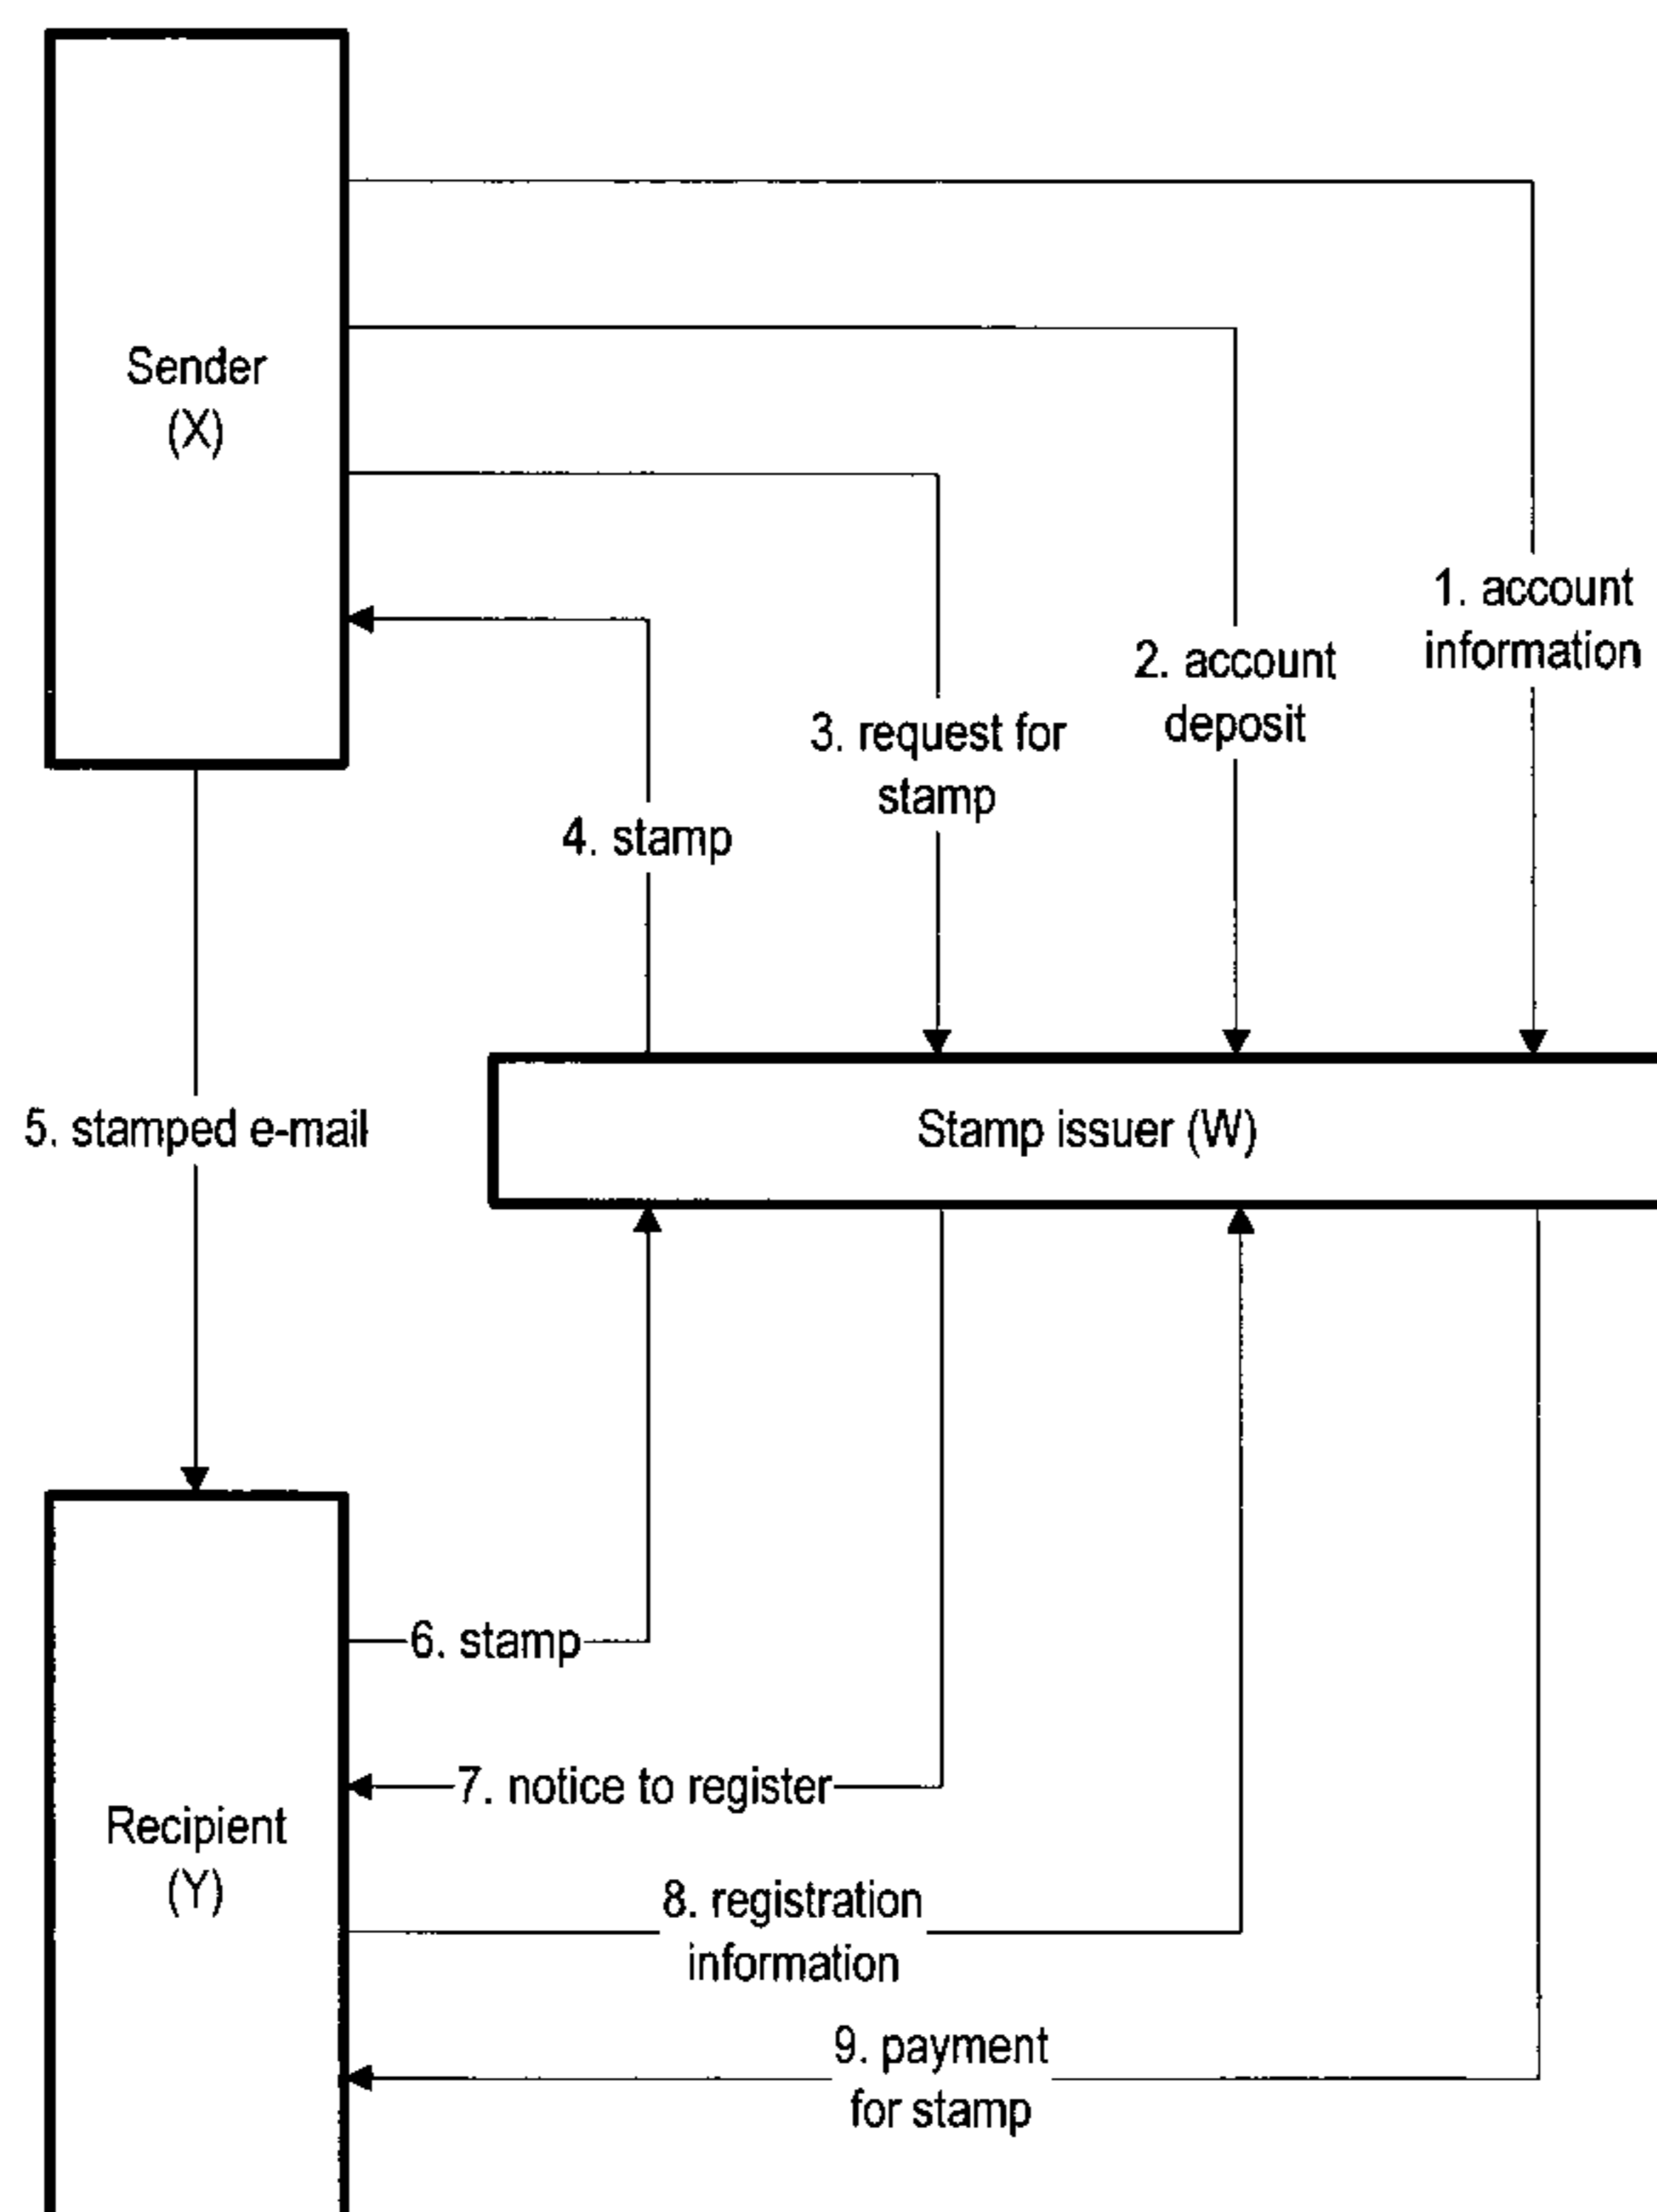 Sender
(X)
1. account
information
2. account
deposit
3. request for
stamp
4. stamp
5. stamped e-mail
Stamp issuer (W)
6. stamp
7. notice to register
Recipient
(Y)
8. registration
information
9. payment
for stamp